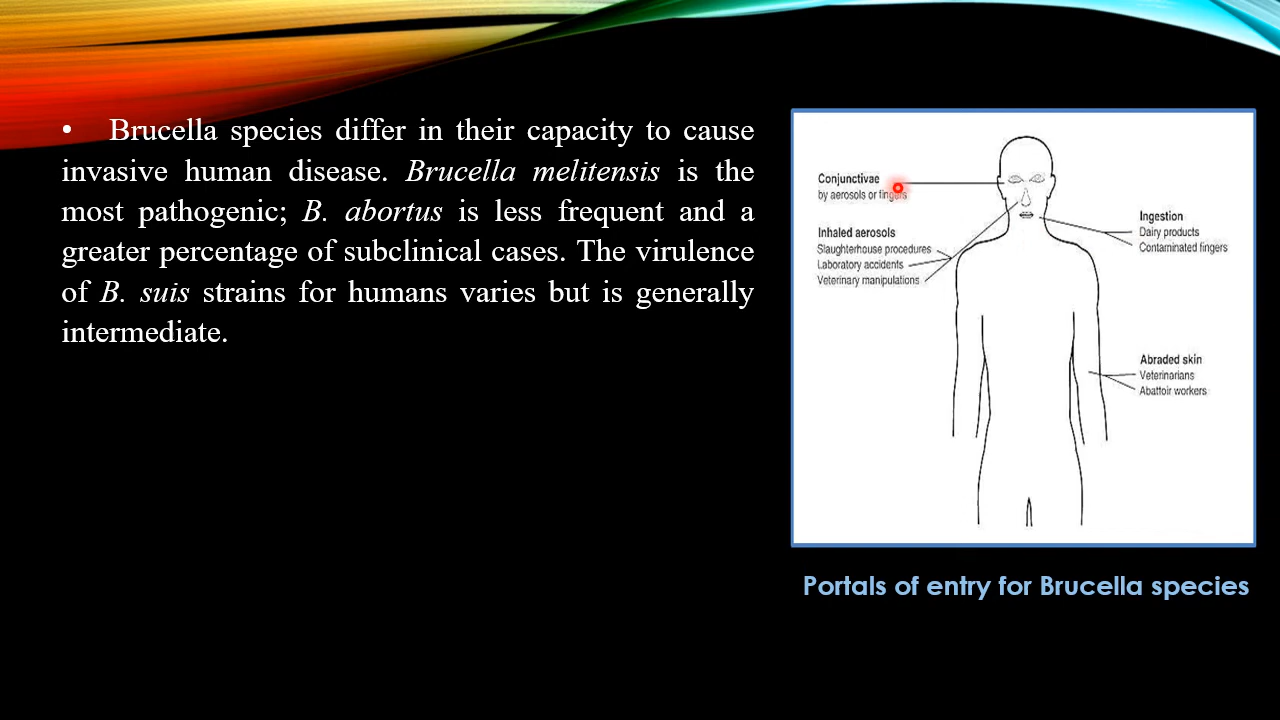 • Brucella species differ in their capacity to cause
invasive human disease. Brucella melitensis is the
most pathogenic; B. abortus is less frequent and a
greater percentage of subclinical cases. The virulence
of B. suis strains for humans varies but is generally
intermediate.
Conjunctivae
by aerosols or fingers
Inhaled aerosols
Slaughterhouse procedures
Laboratory accidents
Veterinary manipulations
Ingestion
Dairy products
Contaminated fingers
Abraded skin
Veterinarians
Abattoir workers
Portals of entry for Brucella species